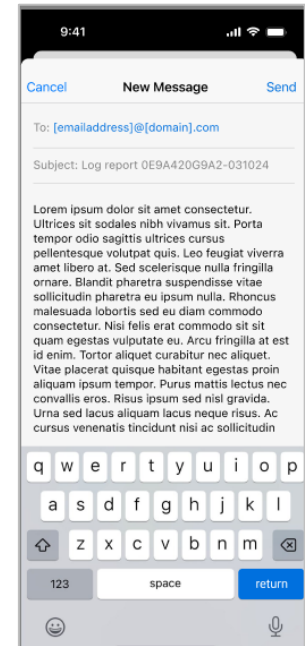 9:41
Cancel New Message Send
To: [emailaddress]@[domain].com
Subject: Log report 0E9A420G9A2-031024
Lorem ipsum dolor sit amet consectetur.
Ultrices sit sodales nibh vivamus sit. Porta
tempor odio sagittis ultrices cursus
pellentesque volutpat quis. Leo feugiat viverra
amet libero at. Sed scelerisque nulla fringilla
ornare. Blandit pharetra suspendisse vitae
sollicitudin pharetra eu ipsum nulla. Rhoncus
malesuada lobortis sed eu diam commodo
consectetur. Nisi felis erat commodo sit sit
quam egestas vulputate eu. Arcu fringilla at est
id enim. Tortor aliquet curabitur nec aliquet.
Vitae placerat quisque habitant egestas proin
aliquam ipsum tempor. Purus mattis lectus nec
convallis eros. Risus ipsum sed nisl gravida.
Urna sed lacus aliquam lacus neque risus. Ac
cursus venenatis tincidunt nisi ac sollicitudin
q w e r t y u i o p
a s d f g h j k l
z x c v b n m
123 space return